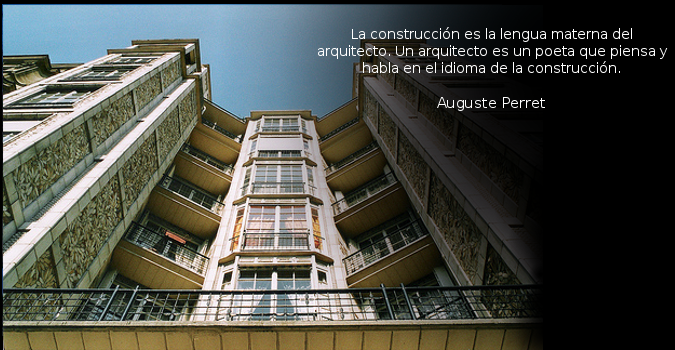 La construcción es la lengua materna del
arquitecto. Un arquitecto es un poeta que piensa y
habla en el idioma de la construcción.
Auguste Perret